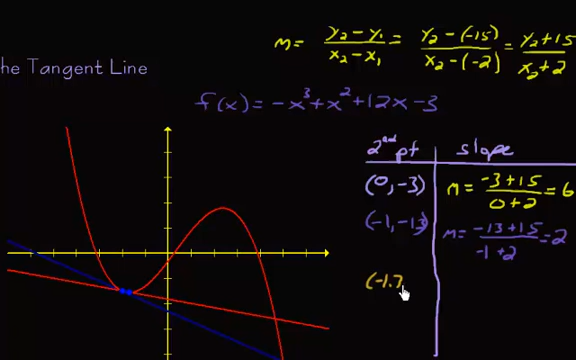 m = (y₂ - y₁)/(x₂ - x₁) = (y₂ - (-15))/(x₂ - (-2)) = (y₂ + 15)/(x₂ + 2)
he Tangent Line
f(x) = -x³ + x² + 12x - 3
2nd pt slope
(0, -3) m = (-3 + 15)/(0 + 2) = 6
(-1, -13) m = (-13 + 15)/(-1 + 2) = 2
(-1.7